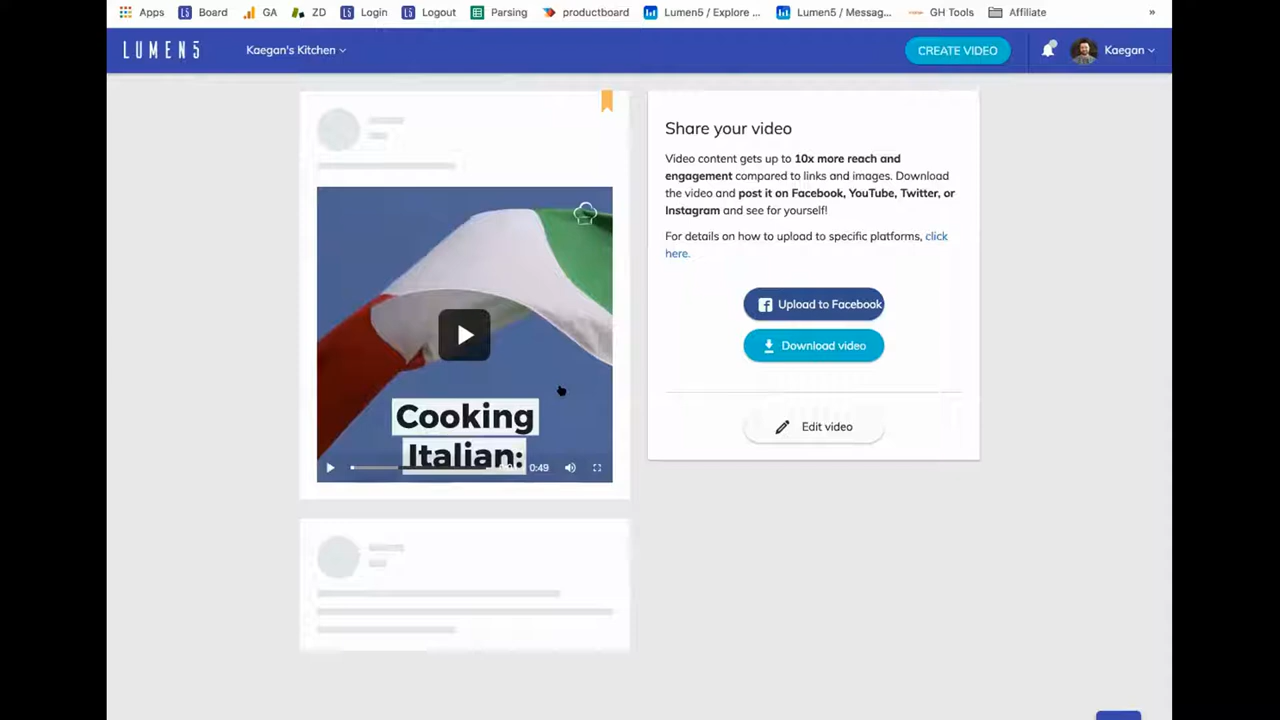 Apps Board GA ZD Login Logout Parsing productboard Lumen5 / Explore ... Lumen5 / Messag... GH Tools Affiliate »
LUMEN5 Kaegan's Kitchen CREATE VIDEO Kaegan
Share your video
Video content gets up to 10x more reach and
engagement compared to links and images. Download
the video and post it on Facebook, YouTube, Twitter, or
Instagram and see for yourself!
For details on how to upload to specific platforms, click
here.
Upload to Facebook
Download video
Edit video
Cooking
Italian:
0:49